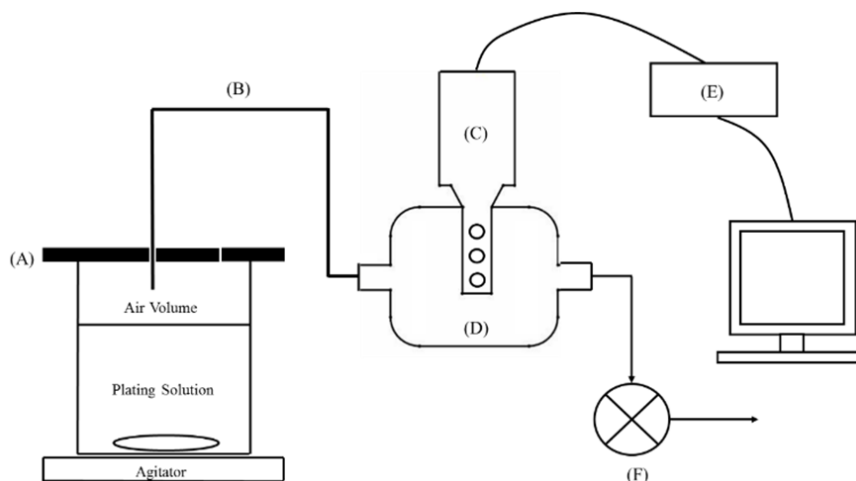 (B)
(C)
(E)
(A)
Air Volume
(D)
Plating Solution
Agitator
(F)